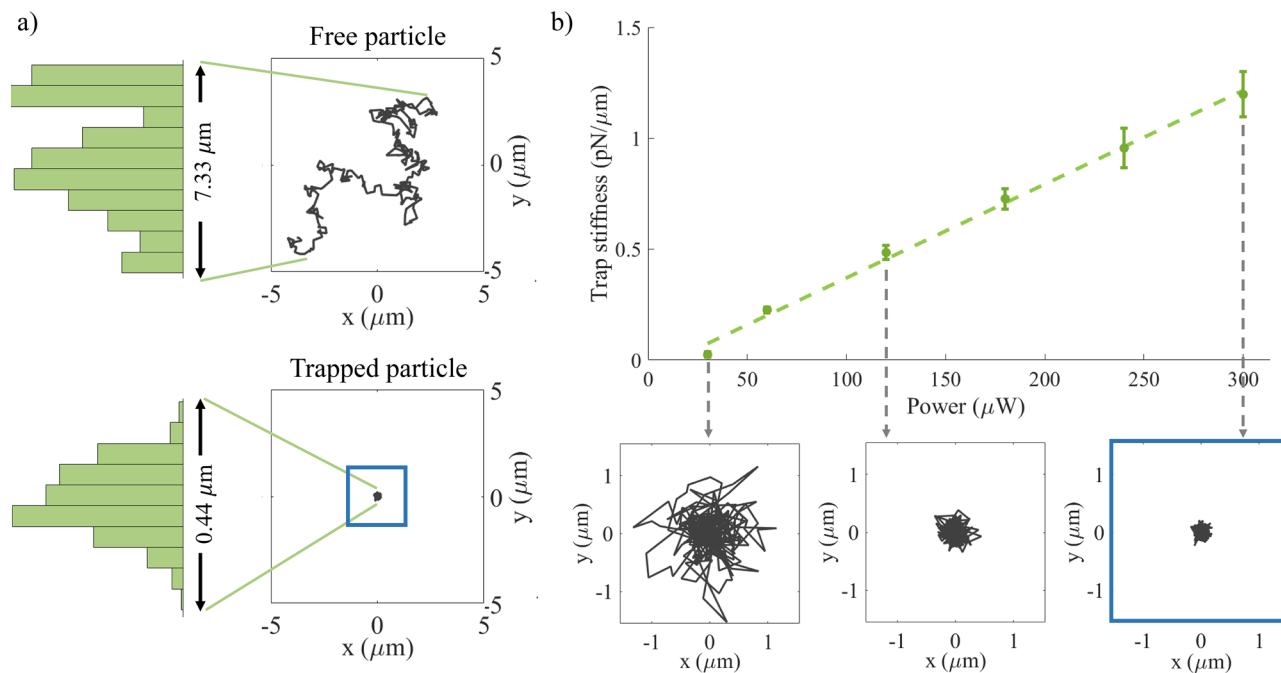 a)
Free particle
7.33 μm
5
0
-5
y (μm)
-5
0
5
x (μm)
Trapped particle
0.44 μm
5
0
-5
y (μm)
-5
0
5
x (μm)
b)
Trap stiffness (pN/μm)
1.5
1
0.5
0
0
50
100
150
200
250
300
Power (μW)
y (μm)
1
0
-1
-1
0
1
x (μm)
y (μm)
1
0
-1
-1
0
1
x (μm)
y (μm)
1
0
-1
-1
0
1
x (μm)